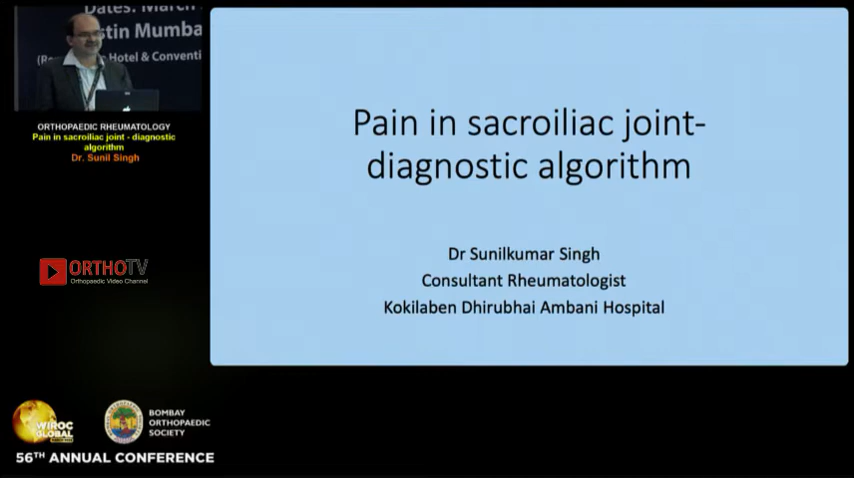 Dates: March
stin Mumba
Hotel & Conventi
ORTHOPAEDIC RHEUMATOLOGY
Pain in sacroiliac joint - diagnostic
algorithm
Dr. Sunil Singh
ORTHOTV
Orthopaedic Video Channel
Pain in sacroiliac joint-
diagnostic algorithm
Dr Sunilkumar Singh
Consultant Rheumatologist
Kokilaben Dhirubhai Ambani Hospital
WIROC
GLOBAL
BOMBAY
ORTHOPAEDIC
SOCIETY
56TH ANNUAL CONFERENCE